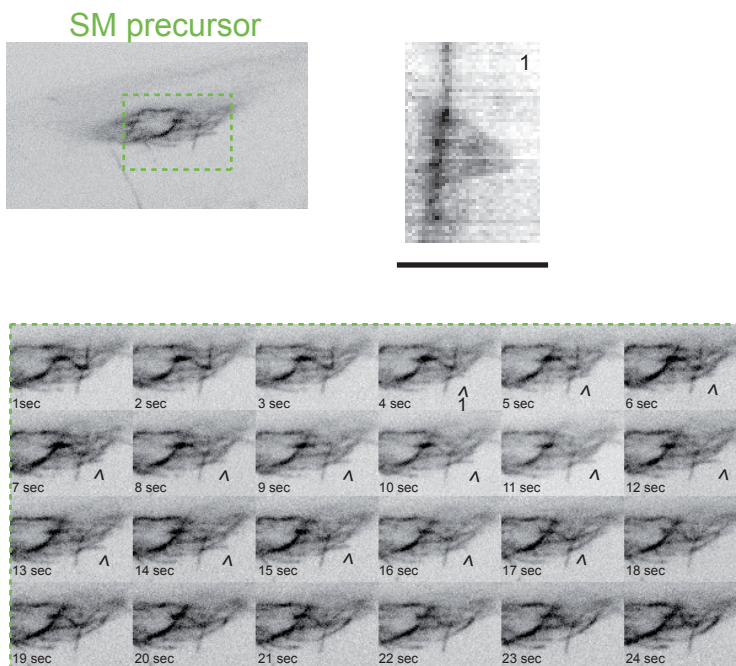 SM precursor
1
1sec
2 sec
3 sec
4 sec
^
1
5 sec
^
6 sec
^
7 sec
^
8 sec
^
9 sec
^
10 sec
^
11 sec
^
12 sec
^
13 sec
^
14 sec
^
15 sec
^
16 sec
^
17 sec
^
18 sec
19 sec
20 sec
21 sec
22 sec
23 sec
24 sec